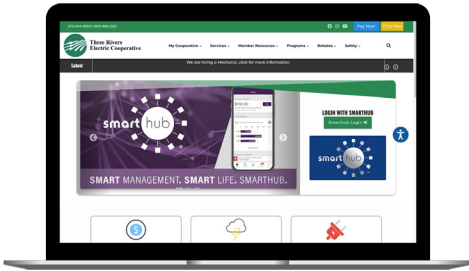 Pay Now
Three Rivers
Electric Cooperative
My Cooperative
Services
Member Resources
Programs
Rebates
Safety
Latest
We are hiring a Mechanic, click for more information.
smart hub
SMART MANAGEMENT. SMART LIFE. SMARTHUB.
LOGIN WITH SMARTHUB
SmartHub Login
smart hub